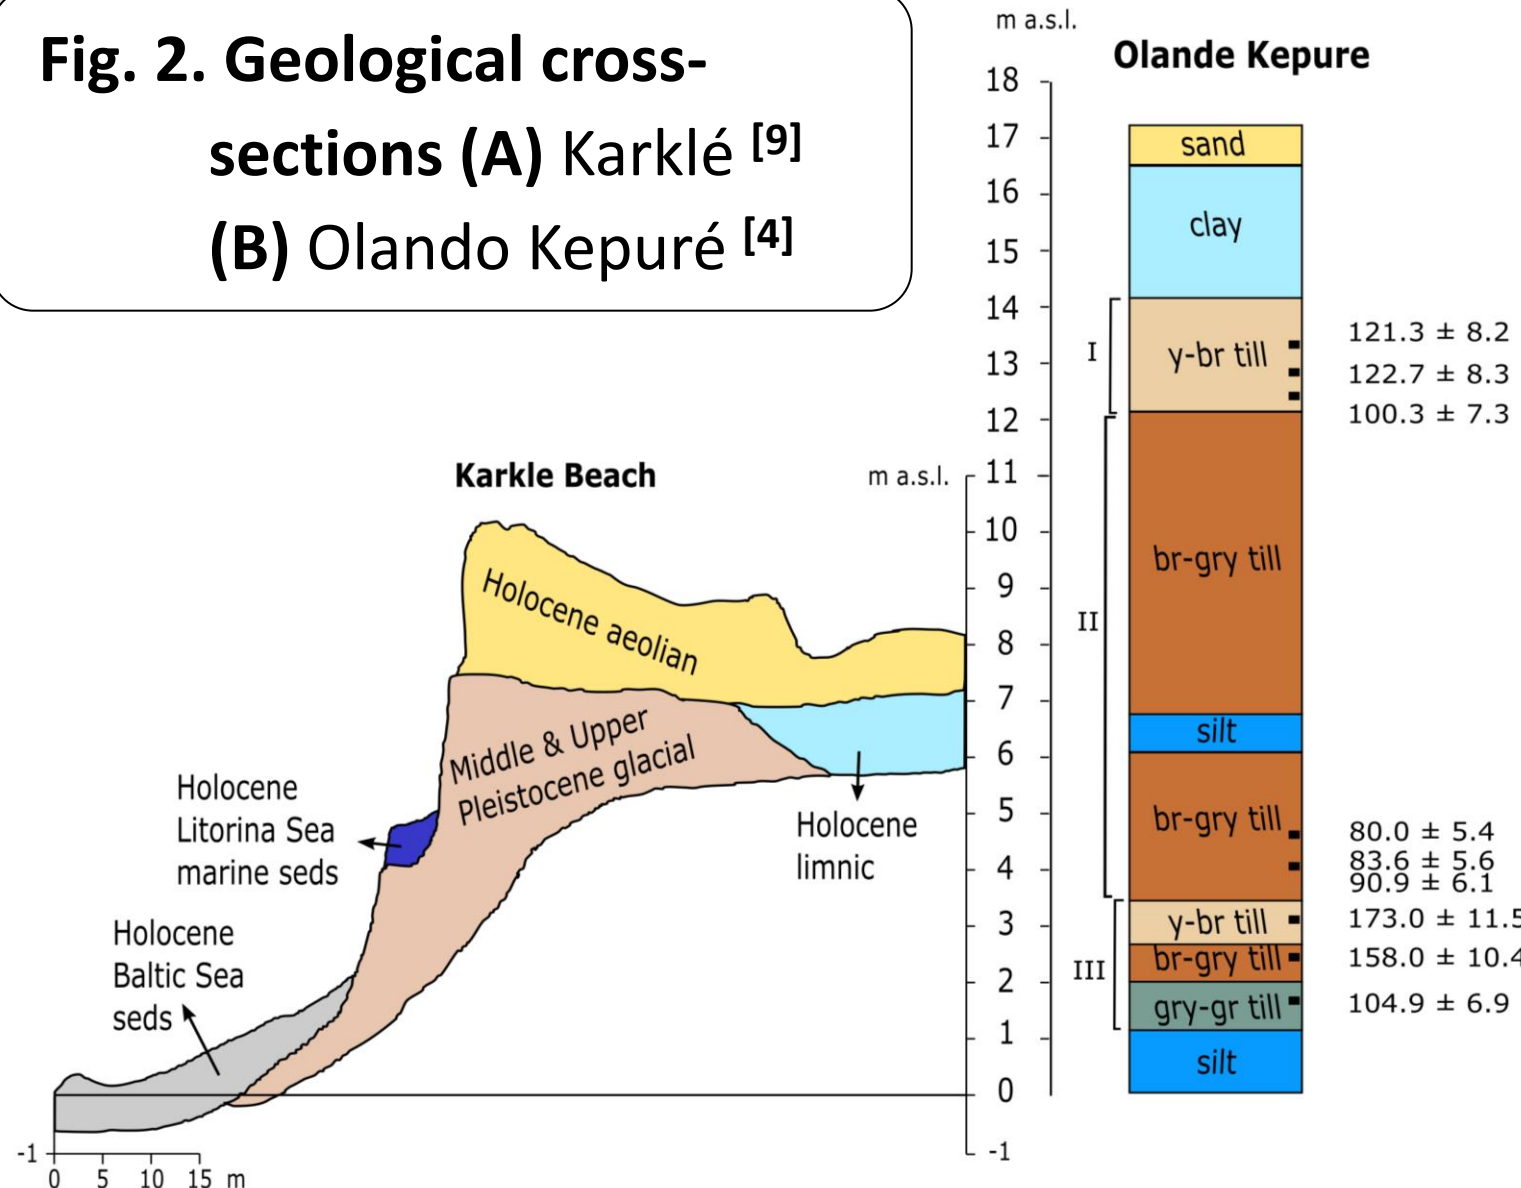 Fig. 2. Geological cross-
sections (A) Karklé [9]
(B) Olando Kepuré [4]
m a.s.l.
Olande Kepure
18
17
16
15
14
13
12
11
10
9
8
7
6
5
4
3
2
1
0
-1
sand
clay
I
y-br till
121.3 ± 8.2
122.7 ± 8.3
100.3 ± 7.3
II
br-gry till
silt
br-gry till
80.0 ± 5.4
83.6 ± 5.6
90.9 ± 6.1
III
y-br till
173.0 ± 11.5
br-gry till
158.0 ± 10.4
gry-gr till
104.9 ± 6.9
silt
Karkle Beach
m a.s.l.
Holocene aeolian
Middle & Upper
Pleistocene glacial
Holocene
Litorina Sea
marine seds
Holocene
limnic
Holocene
Baltic Sea
seds
-1
0 5 10 15 m